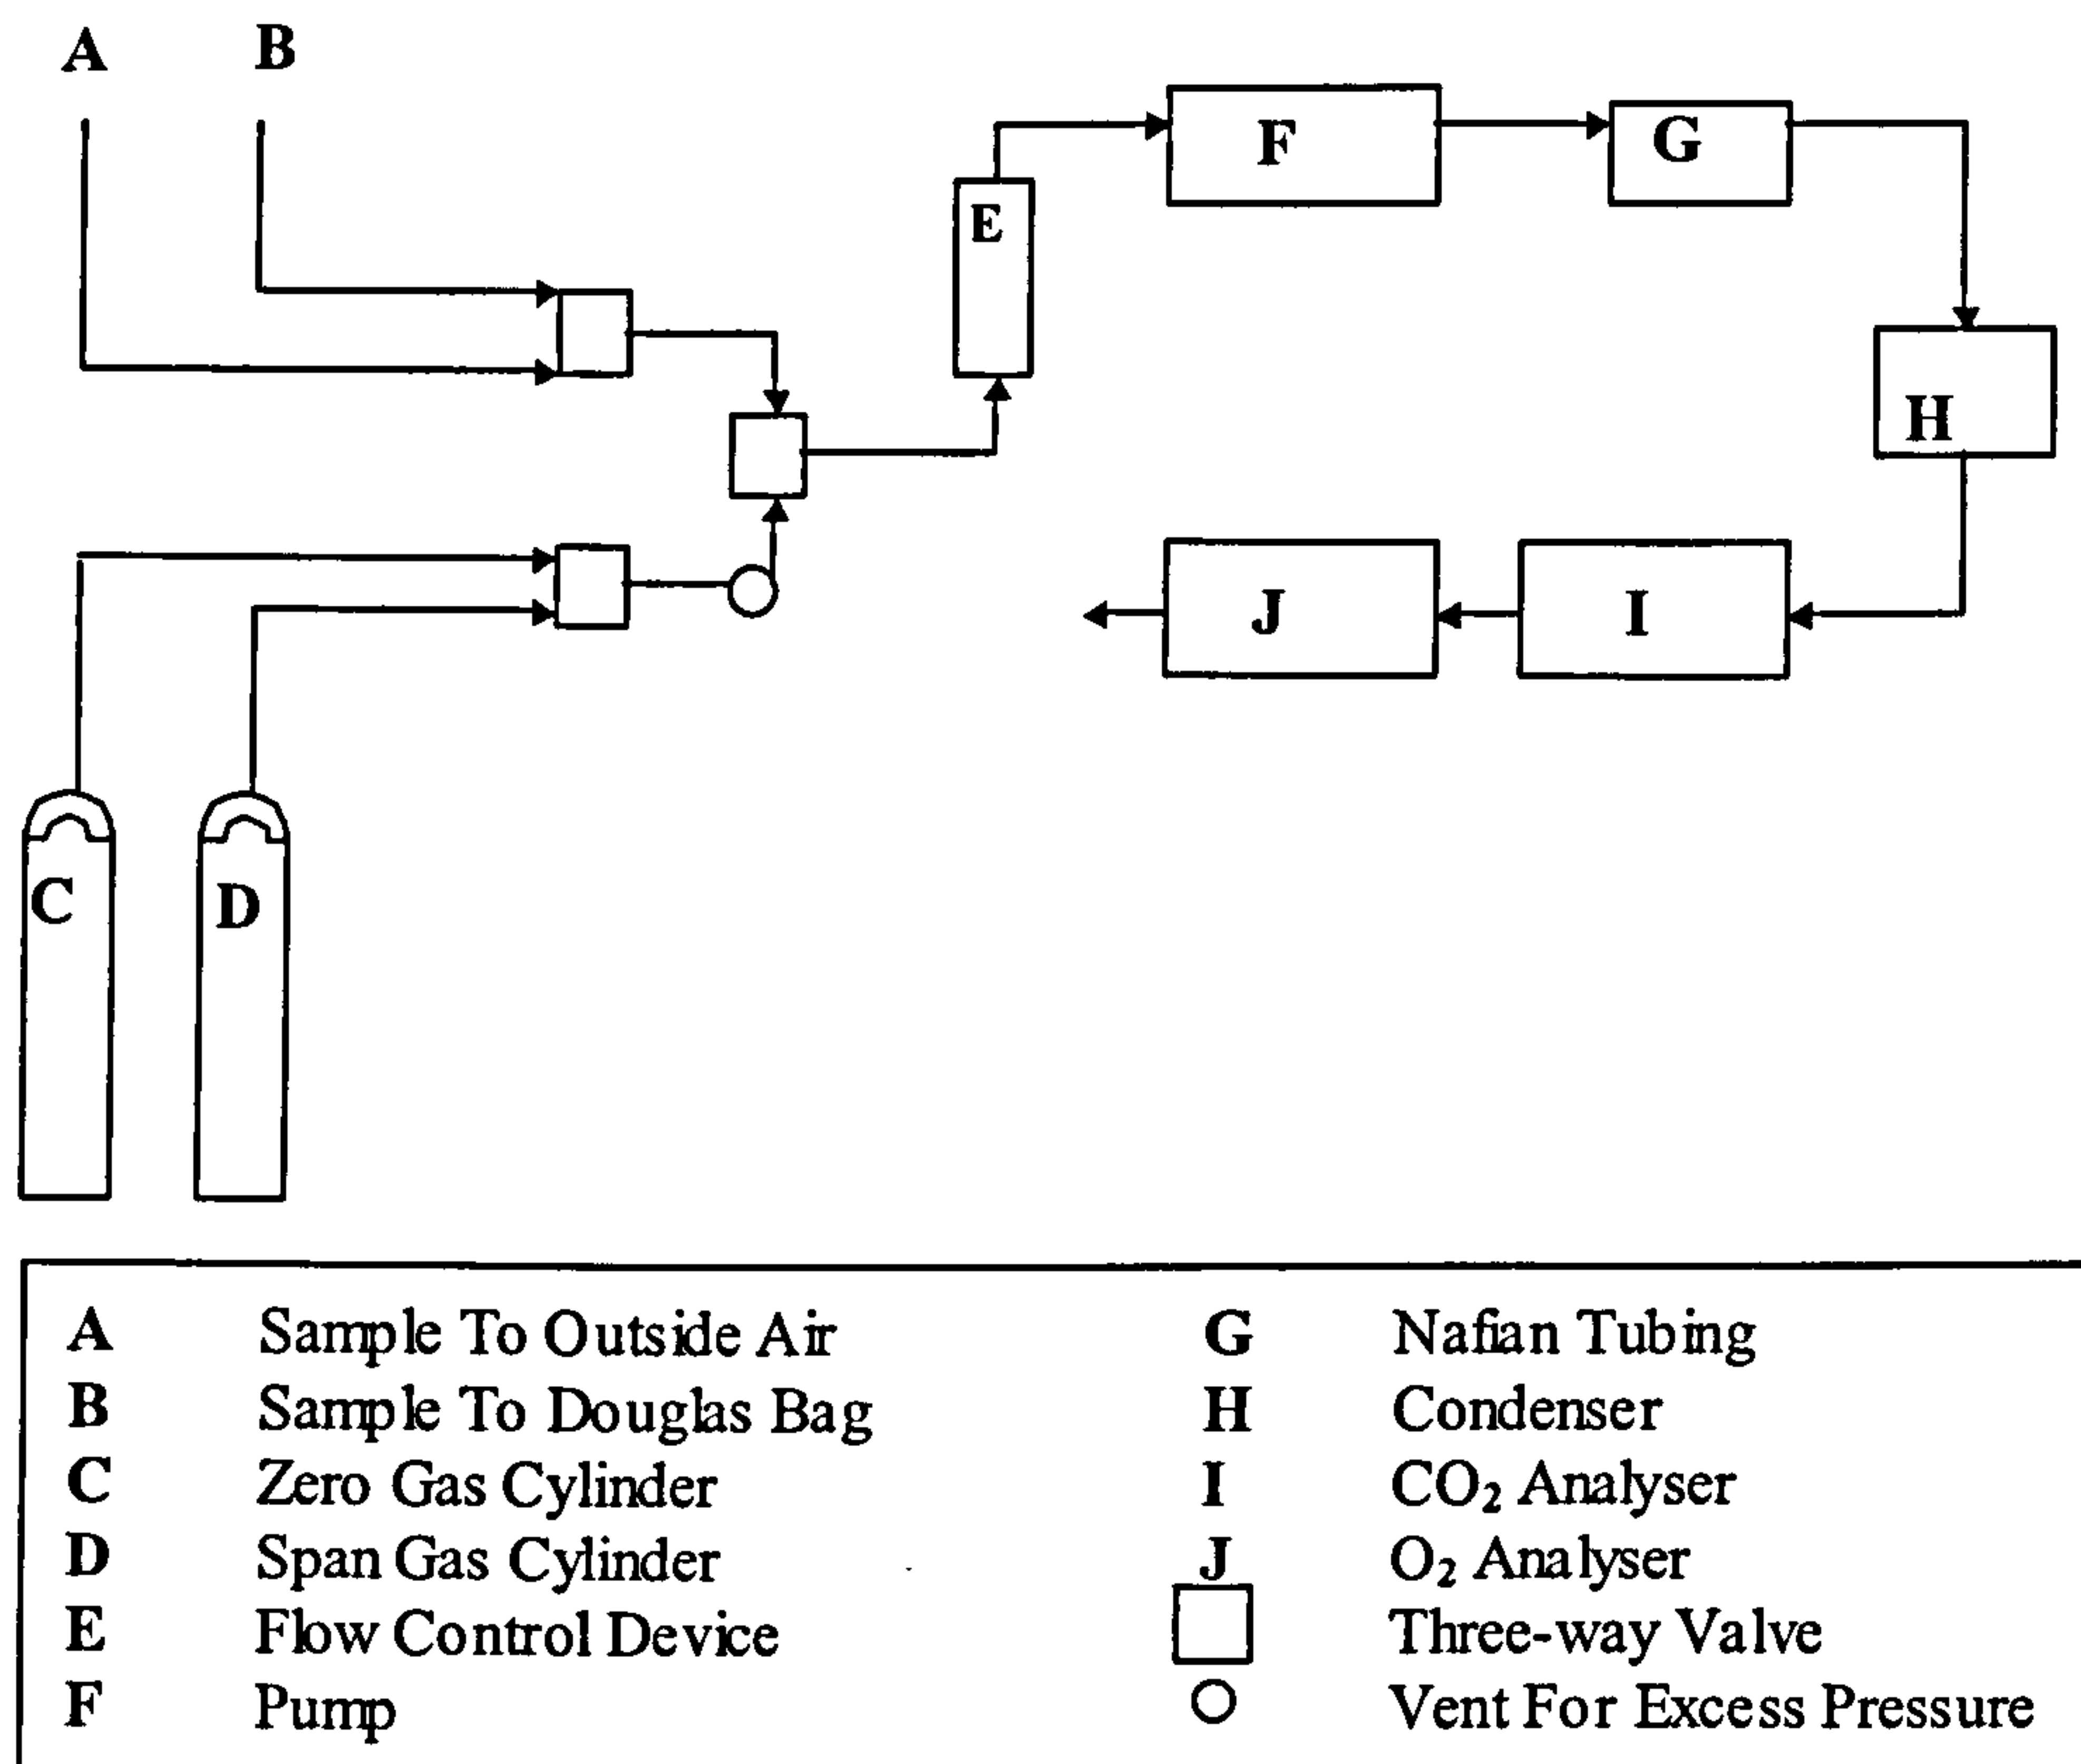 A B
F G
E
H
J I
C D
A Sample To Outside Air G Nafian Tubing
B Sample To Douglas Bag H Condenser
C Zero Gas Cylinder I CO₂ Analyser
D Span Gas Cylinder J O₂ Analyser
E Flow Control Device Three-way Valve
F Pump Vent For Excess Pressure